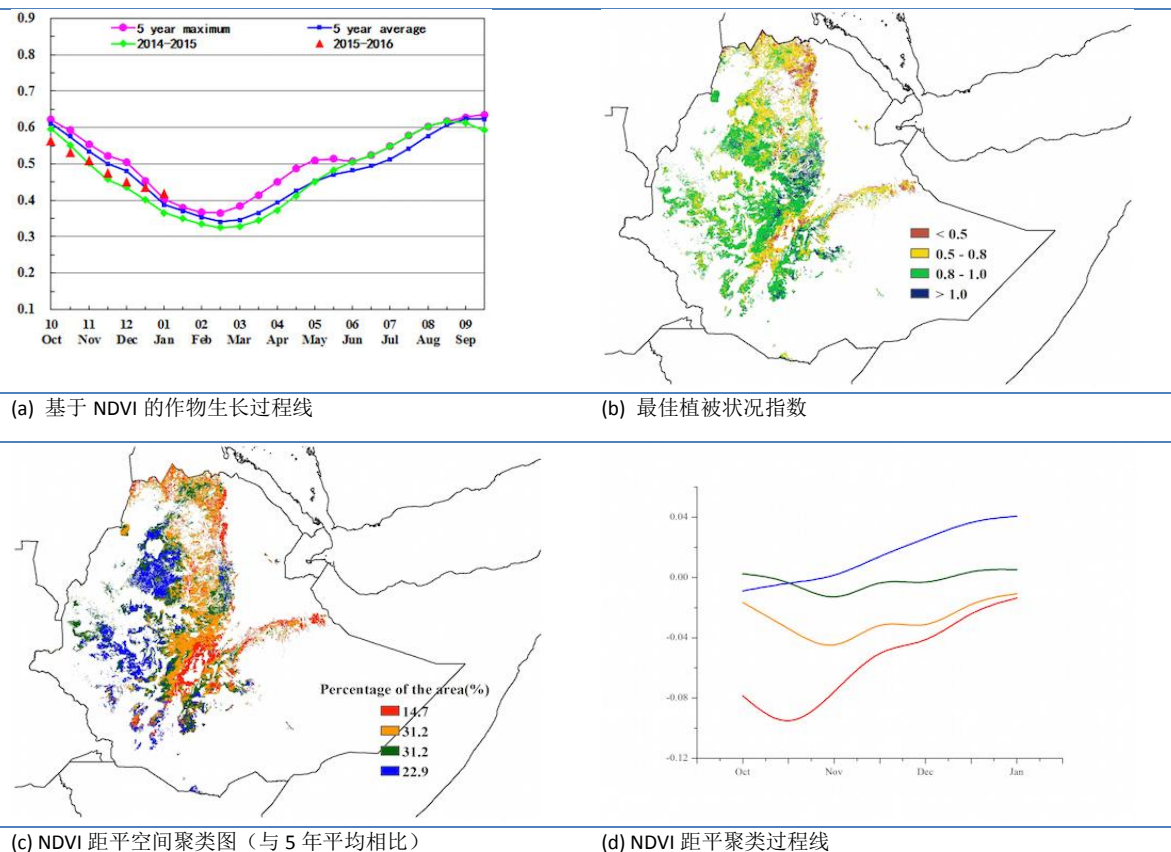 0.9
0.8
0.7
0.6
0.5
0.4
0.3
0.2
0.1
5 year maximum
5 year average
2014-2015
2015-2016
10 11 12 01 02 03 04 05 06 07 08 09
Oct Nov Dec Jan Feb Mar Apr May Jun Jul Aug Sep
< 0.5
0.5 - 0.8
0.8 - 1.0
> 1.0
(a) 基于 NDVI 的作物生长过程线
(b) 最佳植被状况指数
Percentage of the area(%)
14.7
31.2
31.2
22.9
0.04
0.00
-0.04
-0.08
-0.12
Oct Nov Dec Jan
(c) NDVI 距平空间聚类图（与 5 年平均相比）
(d) NDVI 距平聚类过程线